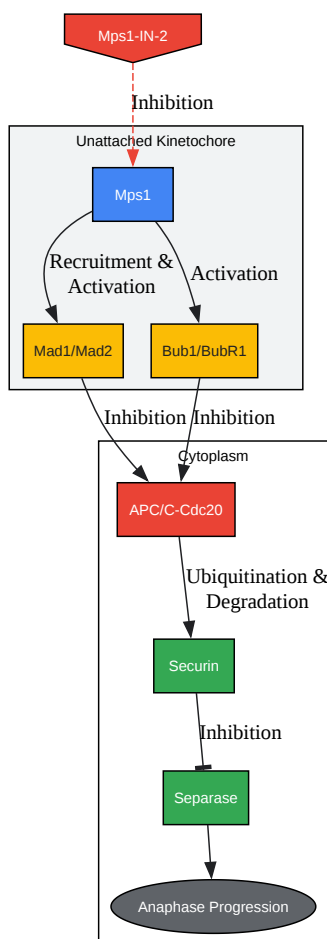 Mps1-IN-2
Inhibition
Unattached Kinetochore
Mps1
Recruitment &
Activation
Activation
Mad1/Mad2
Bub1/BubR1
Inhibition
Inhibition
Cytoplasm
APC/C-Cdc20
Ubiquitination &
Degradation
Securin
Inhibition
Separase
Anaphase Progression